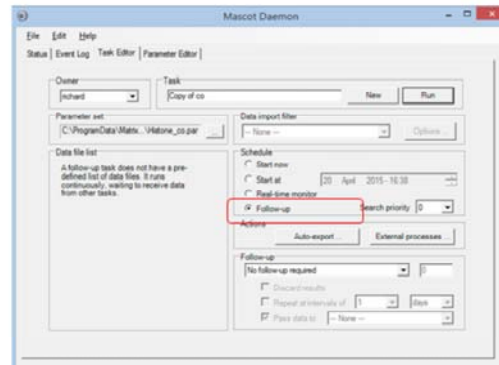 Mascot Daemon
File Edit Help
Status Event Log Task Editor Parameter Editor
Owner
richard
Task
Copy of co
New
Run
Parameter set
C:\ProgramData\Matrix...\Histone_co.par
...
Data import filter
-- None --
Options...
Data file list
A follow-up task does not have a pre-
defined list of data files. It runs
continuously, waiting to receive data
from other tasks.
Schedule
Start now
Start at
20 April 2015 - 16:38
Real-time monitor
Follow-up
Search priority 0
Actions
Auto-export...
External processes...
Follow-up
No follow-up required
0
Discard results
Repeat at intervals of 1 days
Pass data to -- None --